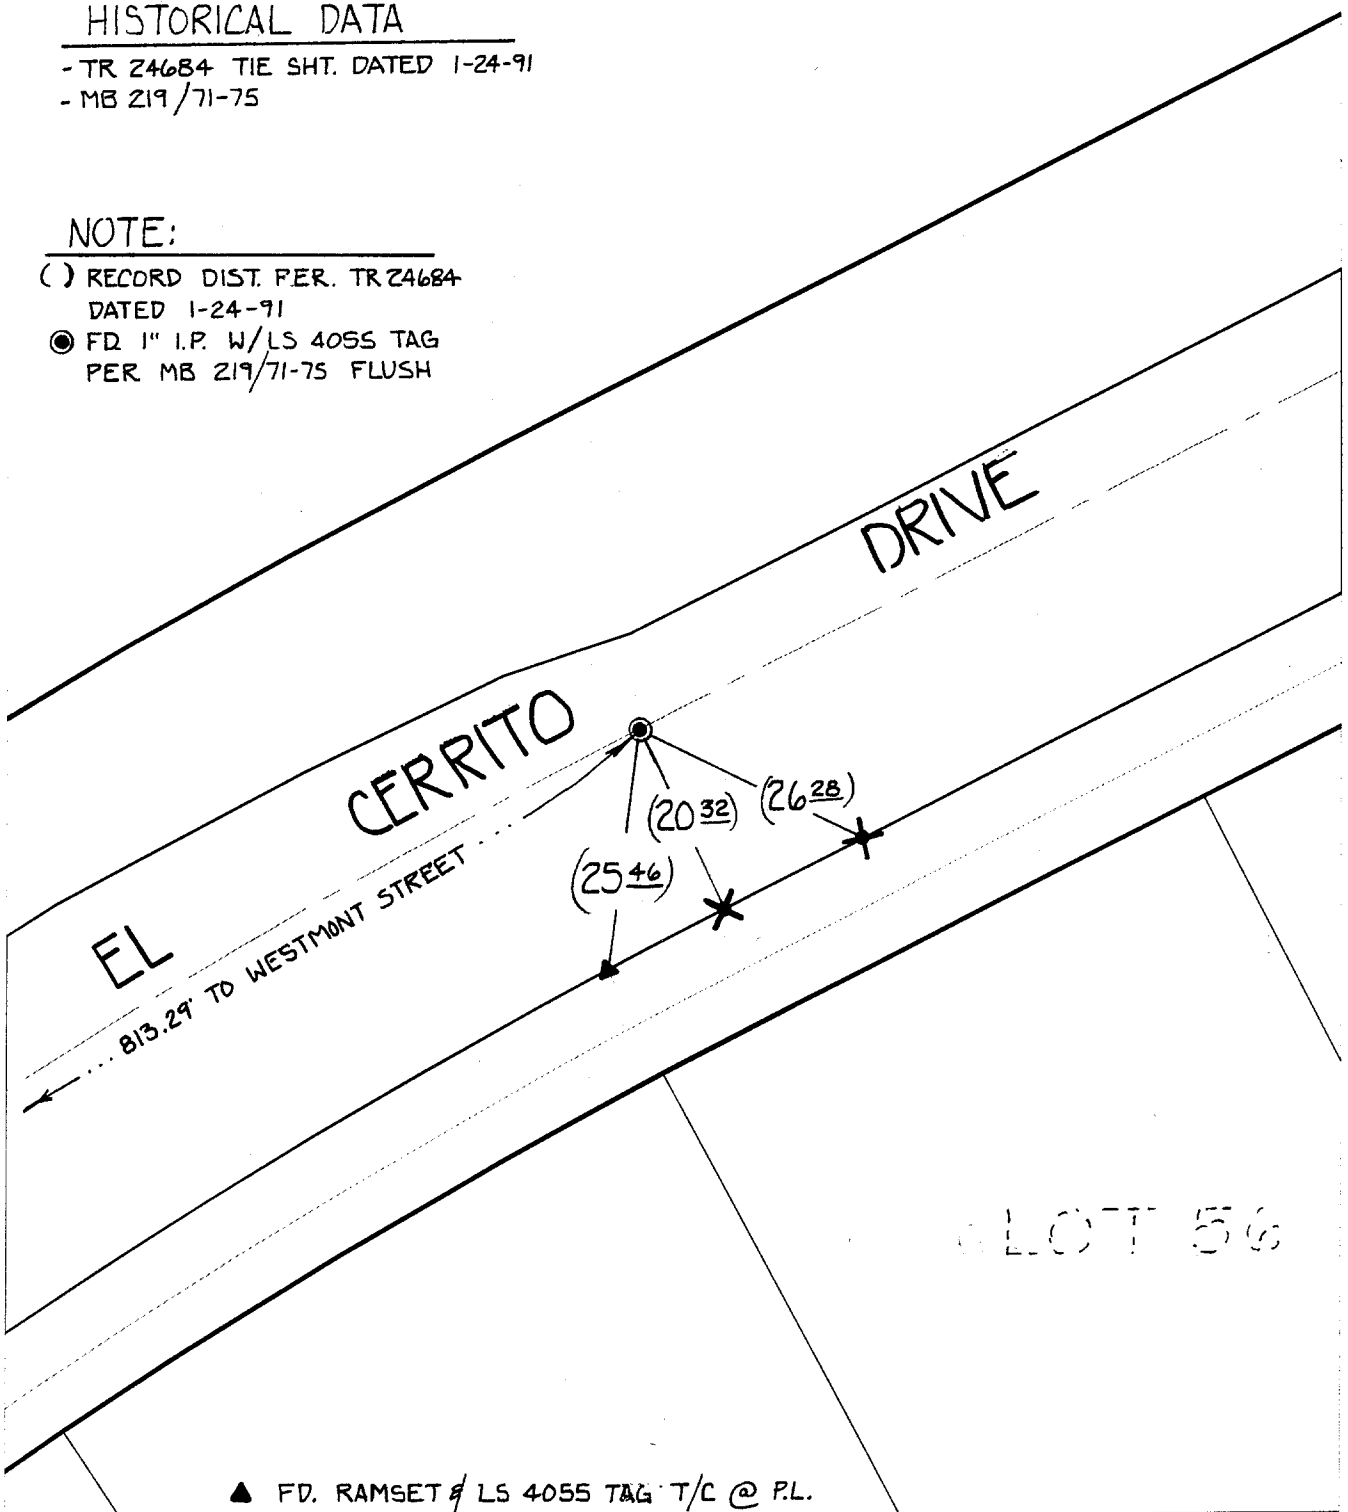 HISTORICAL DATA
- TR 24684 TIE SHT. DATED 1-24-91
- MB 219/71-75
NOTE:
( ) RECORD DIST. PER. TR 24684
DATED 1-24-91
FD. 1" I.P. W/LS 4055 TAG
PER MB 219/71-75 FLUSH
EL CERRITO DRIVE
813.29' TO WESTMONT STREET
(25 46)
(20 32)
(26 28)
LOT 56
▲ FD. RAMSET & LS 4055 TAG T/C @ P.L.